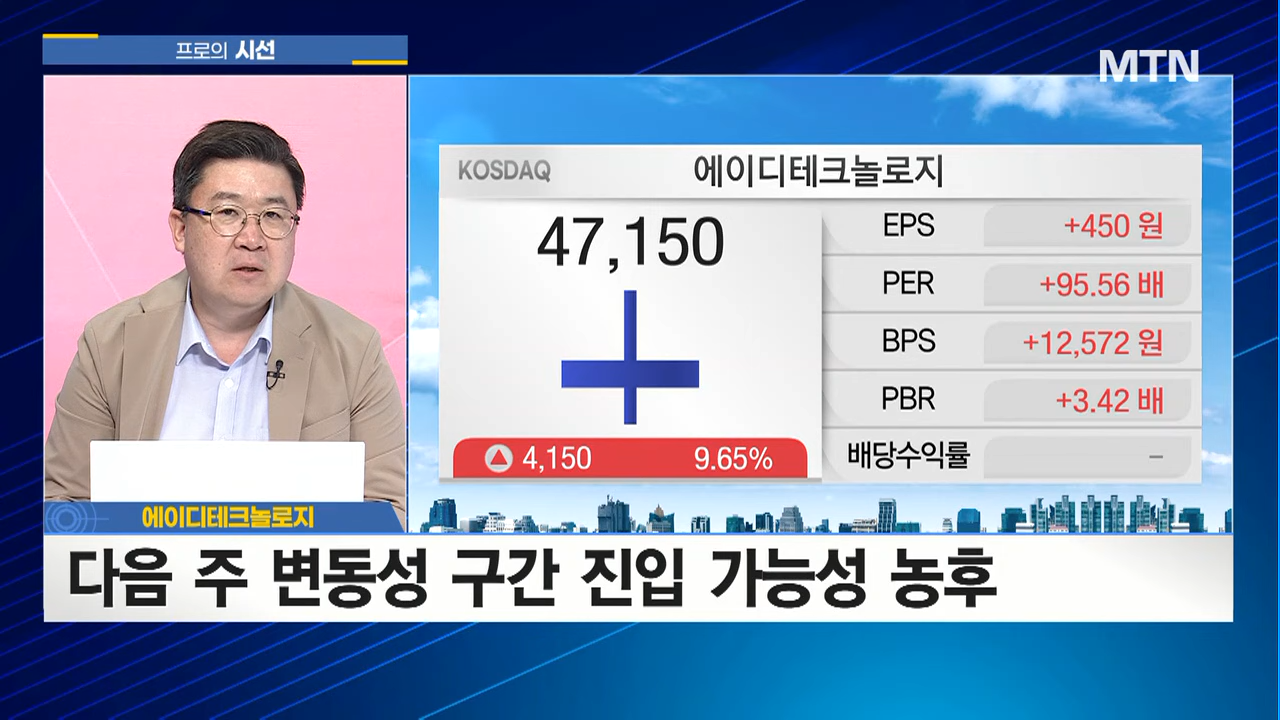 프로의 시선
MTN
KOSDAQ 에이디테크놀로지
47,150
4,150 9.65%
EPS +450 원
PER +95.56 배
BPS +12,572 원
PBR +3.42 배
배당수익률 –
에이디테크놀로지
다음 주 변동성 구간 진입 가능성 농후